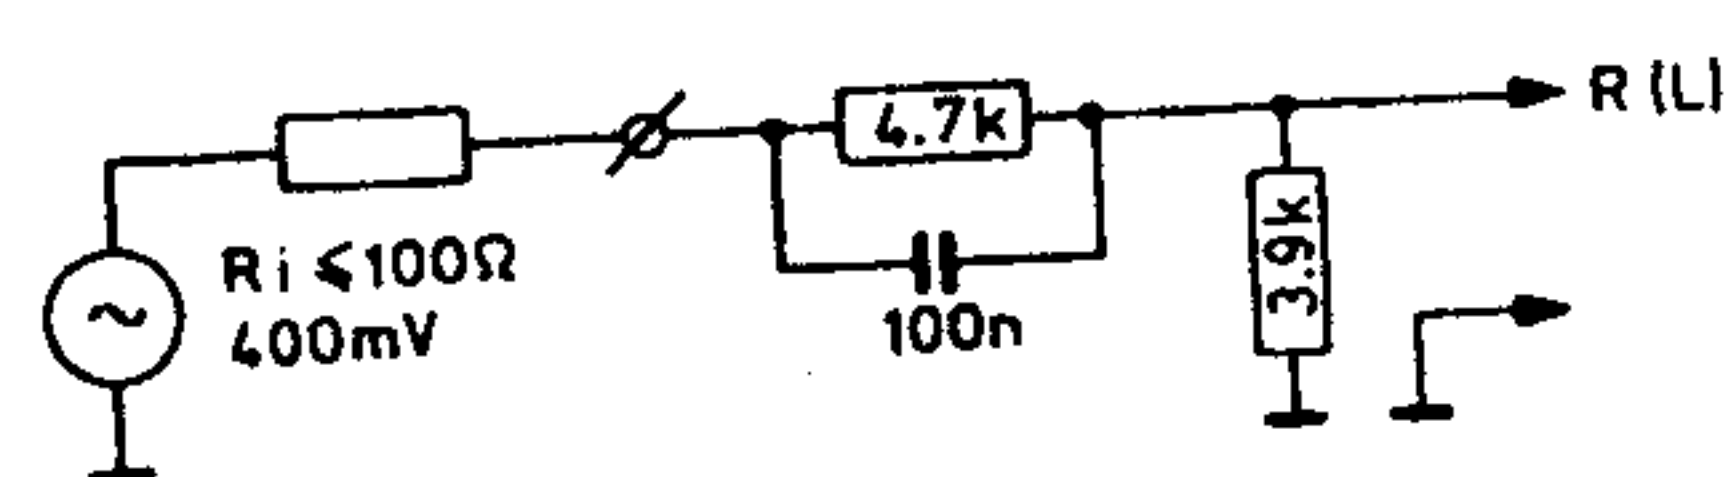 4.7k
R (L)
Ri ≤100Ω
400mV
100n
3.9k